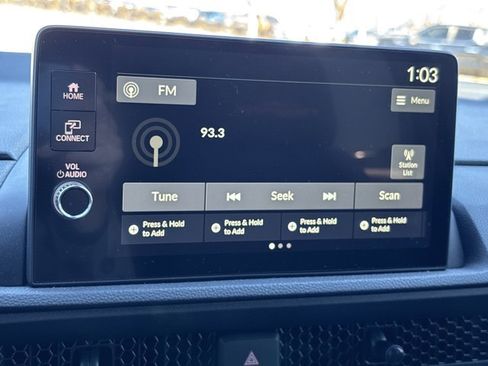 1:03
HOME
FM
Menu
CONNECT
93.3
VOL
AUDIO
Station
List
Tune
Seek
Scan
Press & Hold
to Add
Press & Hold
to Add
Press & Hold
to Add
Press & Hold
to Add